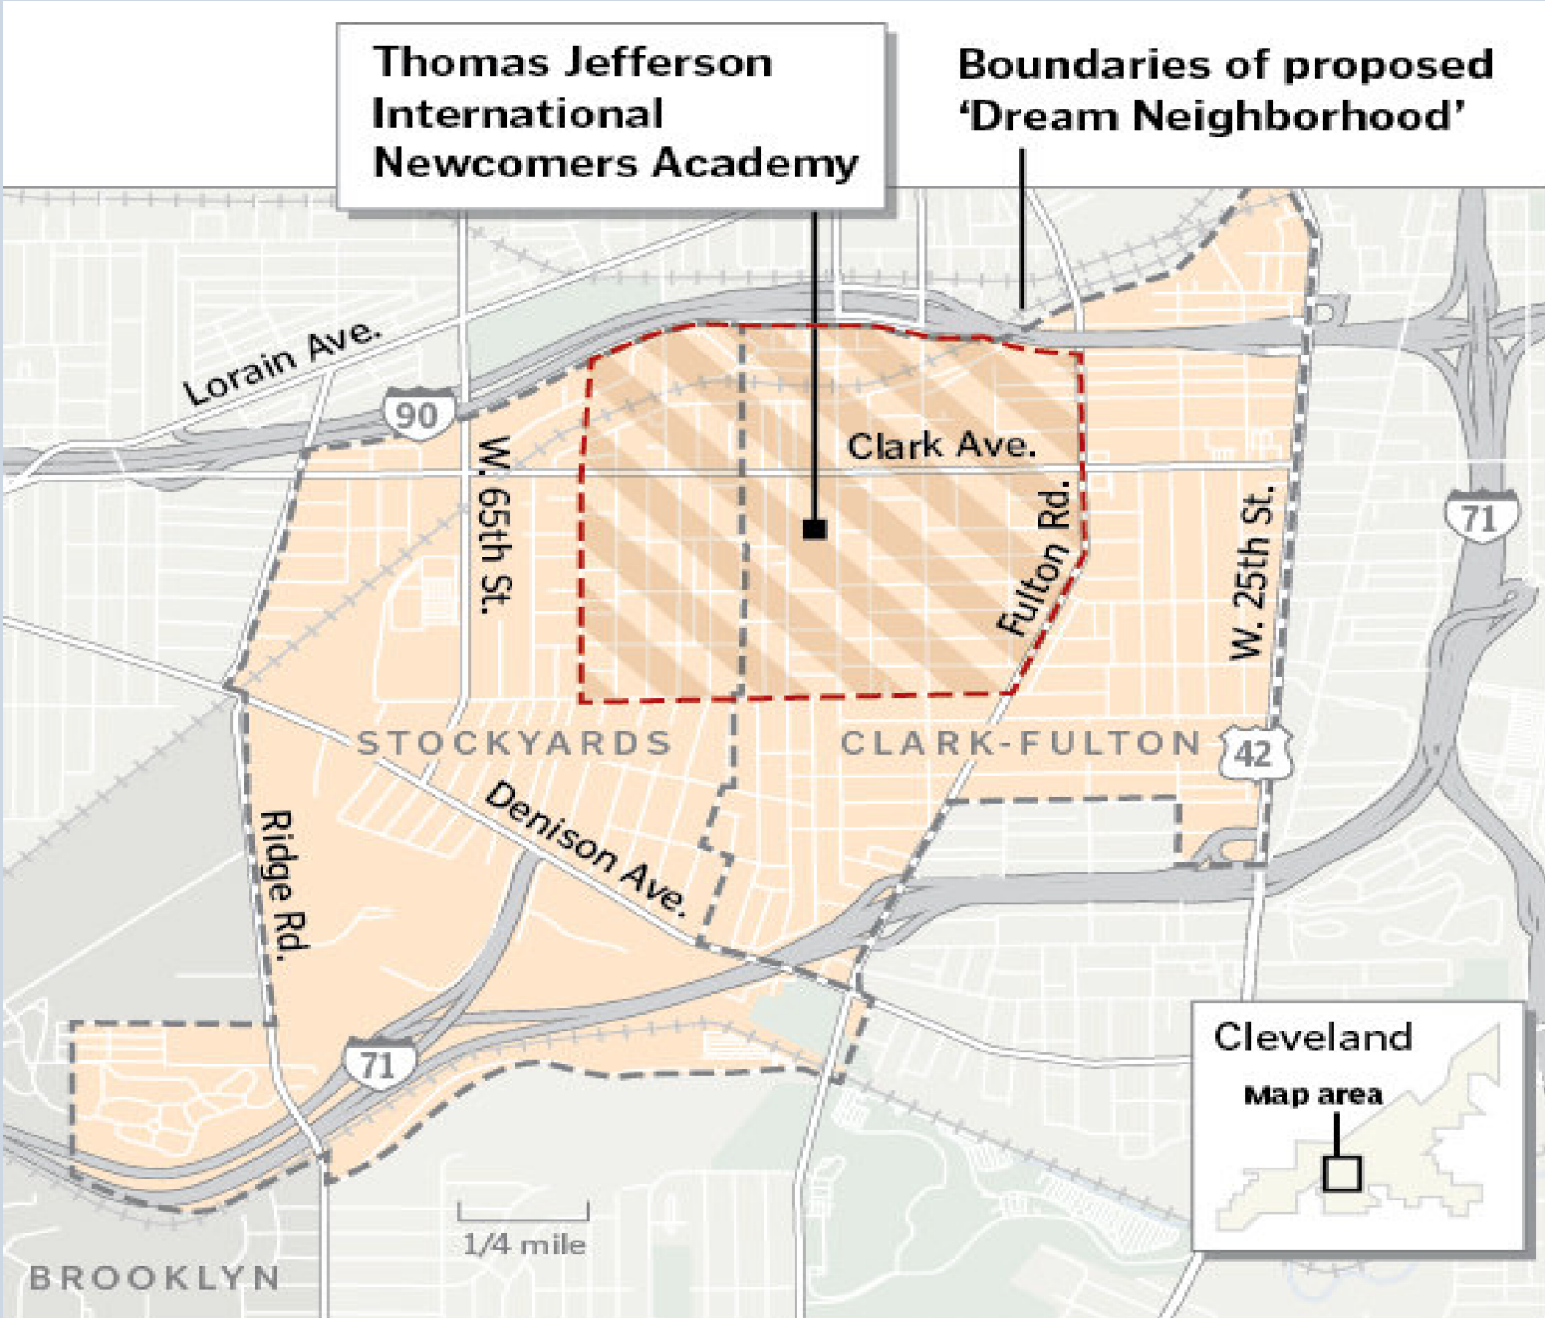 Thomas Jefferson
International
Newcomers Academy
Boundaries of proposed
‘Dream Neighborhood’
Lorain Ave.
90
Clark Ave.
W. 65th St.
Fulton Rd.
W. 25th St.
71
STOCKYARDS
CLARK-FULTON
42
Denison Ave.
Ridge Rd.
71
Cleveland
Map area
1/4 mile
BROOKLYN